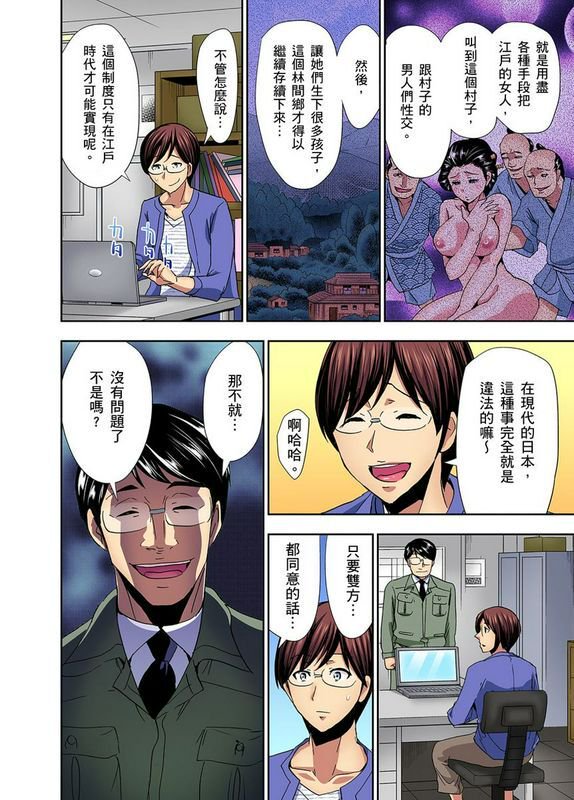 就是用盡
各種手段把
江戶的女人,
叫到這個村子,
跟村子的
男人們性交。
然後,
讓她們生下很多孩子,
這個林間鄉才得以
繼續存續下來…
不管怎麼說…
這個制度只有在江戶
時代才可能實現呢。
カタ
カタ
在現代的日本,
這種事完全就是
違法的嘛～
啊哈哈。
只要雙方…
都同意的話…
那不就…
沒有問題了
不是嗎?